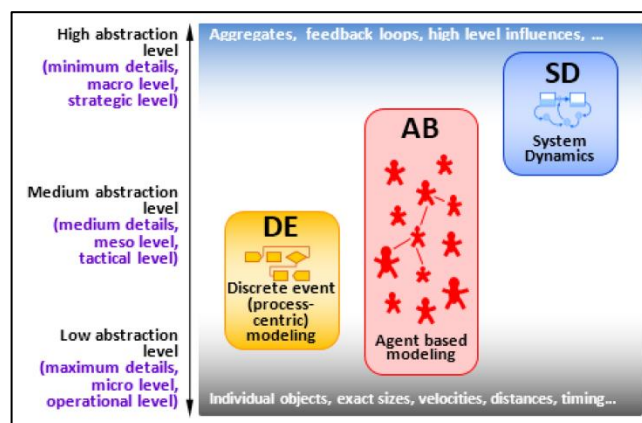 High abstraction
level
(minimum details,
macro level,
strategic level)
Medium abstraction
level
(medium details,
meso level,
tactical level)
Low abstraction
level
(maximum details,
micro level,
operational level)
Aggregates, feedback loops, high level influences, ...
SD
System
Dynamics
AB
Agent based
modeling
DE
Discrete event
(process-
centric)
modeling
Individual objects, exact sizes, velocities, distances, timing...